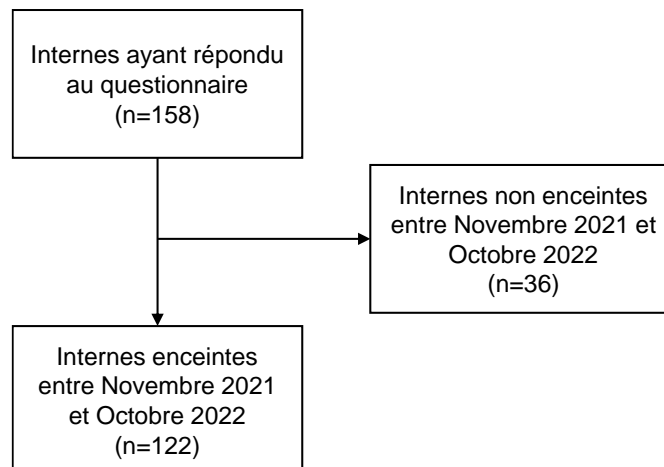 Internes ayant répondu
au questionnaire
(n=158)
Internes non enceintes
entre Novembre 2021 et
Octobre 2022
(n=36)
Internes enceintes
entre Novembre 2021
et Octobre 2022
(n=122)